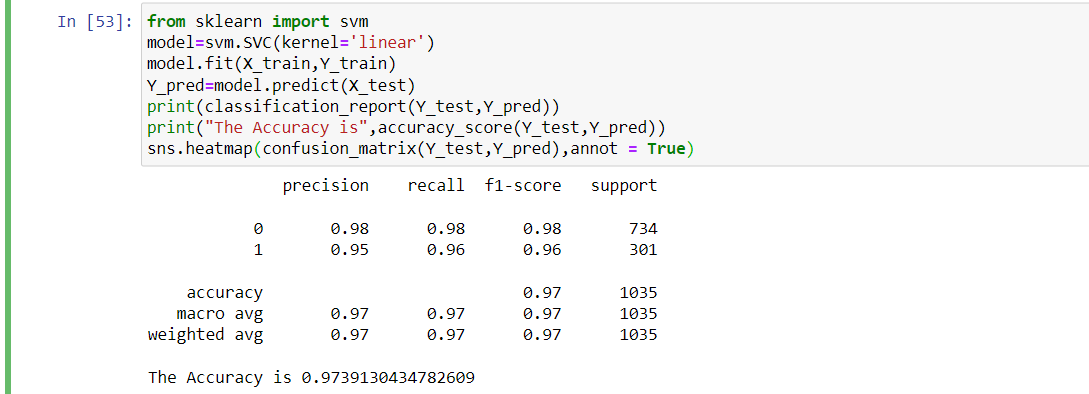 In [53]: from sklearn import svm
model=svm.SVC(kernel='linear')
model.fit(X_train,Y_train)
Y_pred=model.predict(X_test)
print(classification_report(Y_test,Y_pred))
print("The Accuracy is",accuracy_score(Y_test,Y_pred))
sns.heatmap(confusion_matrix(Y_test,Y_pred),annot = True)
precision recall f1-score support
0 0.98 0.98 0.98 734
1 0.95 0.96 0.96 301
accuracy 0.97 1035
macro avg 0.97 0.97 0.97 1035
weighted avg 0.97 0.97 0.97 1035
The Accuracy is 0.9739130434782609